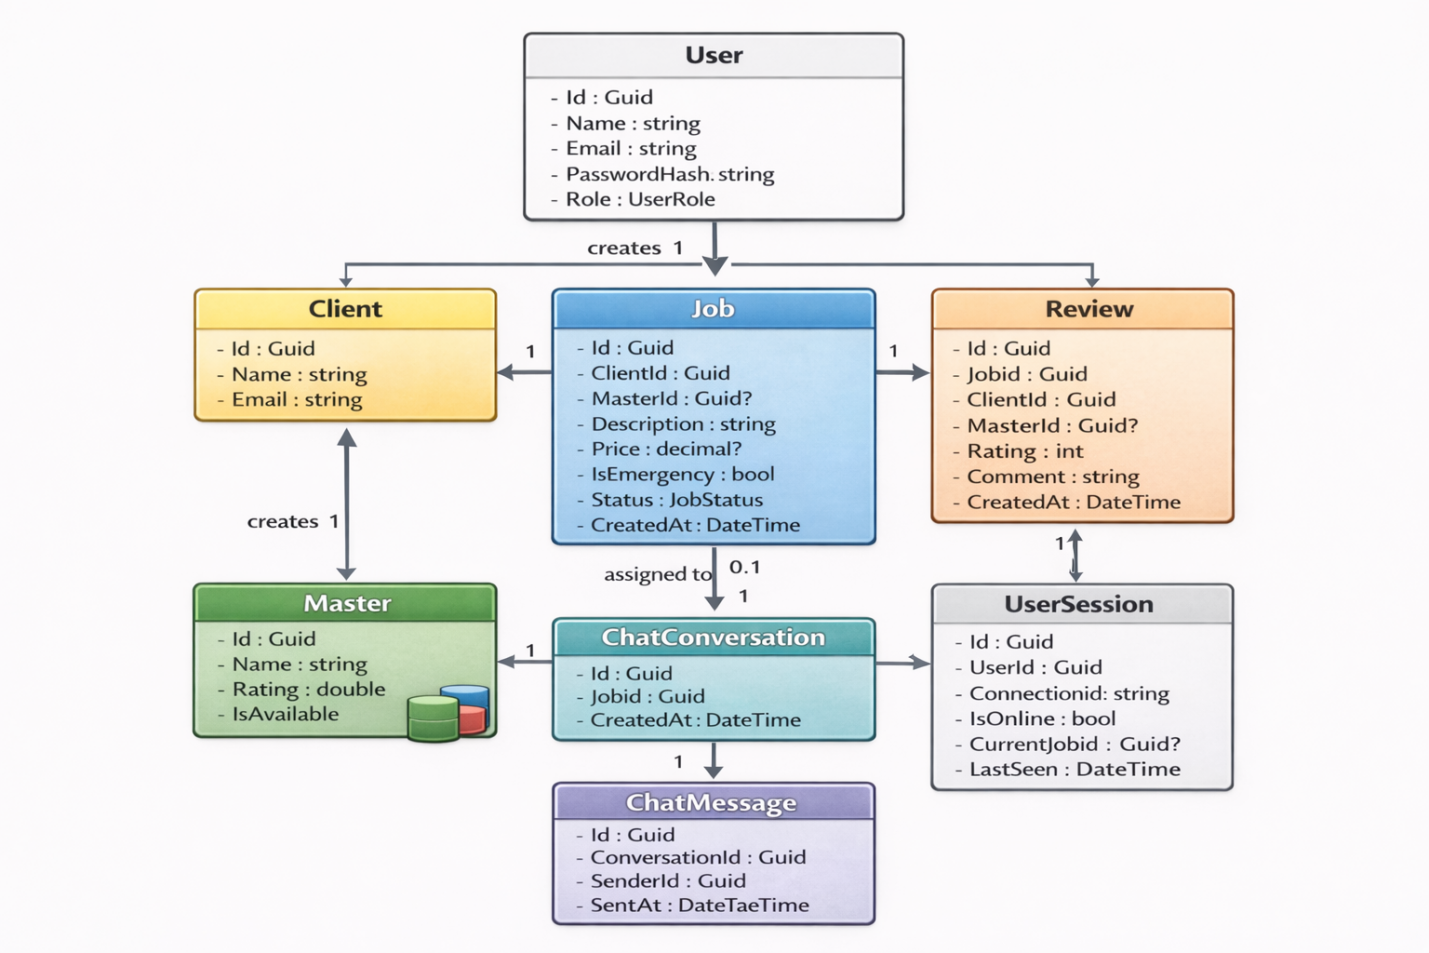 User
- Id : Guid
- Name : string
- Email : string
- PasswordHash. string
- Role : UserRole
creates 1
Client
- Id : Guid
- Name : string
- Email : string
1
Job
- Id : Guid
- ClientId : Guid
- MasterId : Guid?
- Description : string
- Price : decimal?
- IsEmergency : bool
- Status : JobStatus
- CreatedAt : DateTime
1
Review
- Id : Guid
- Jobid : Guid
- ClientId : Guid
- MasterId : Guid?
- Rating : int
- Comment : string
- CreatedAt : DateTime
creates 1
assigned to 0.1
1
1
Master
- Id : Guid
- Name : string
- Rating : double
- IsAvailable
1
ChatConversation
- Id : Guid
- Jobid : Guid
- CreatedAt : DateTime
UserSession
- Id : Guid
- UserId : Guid
- Connectionid: string
- IsOnline : bool
- CurrentJobid : Guid?
- LastSeen : DateTime
1
ChatMessage
- Id : Guid
- ConversationId : Guid
- SenderId : Guid
- SentAt : DateTaeTime